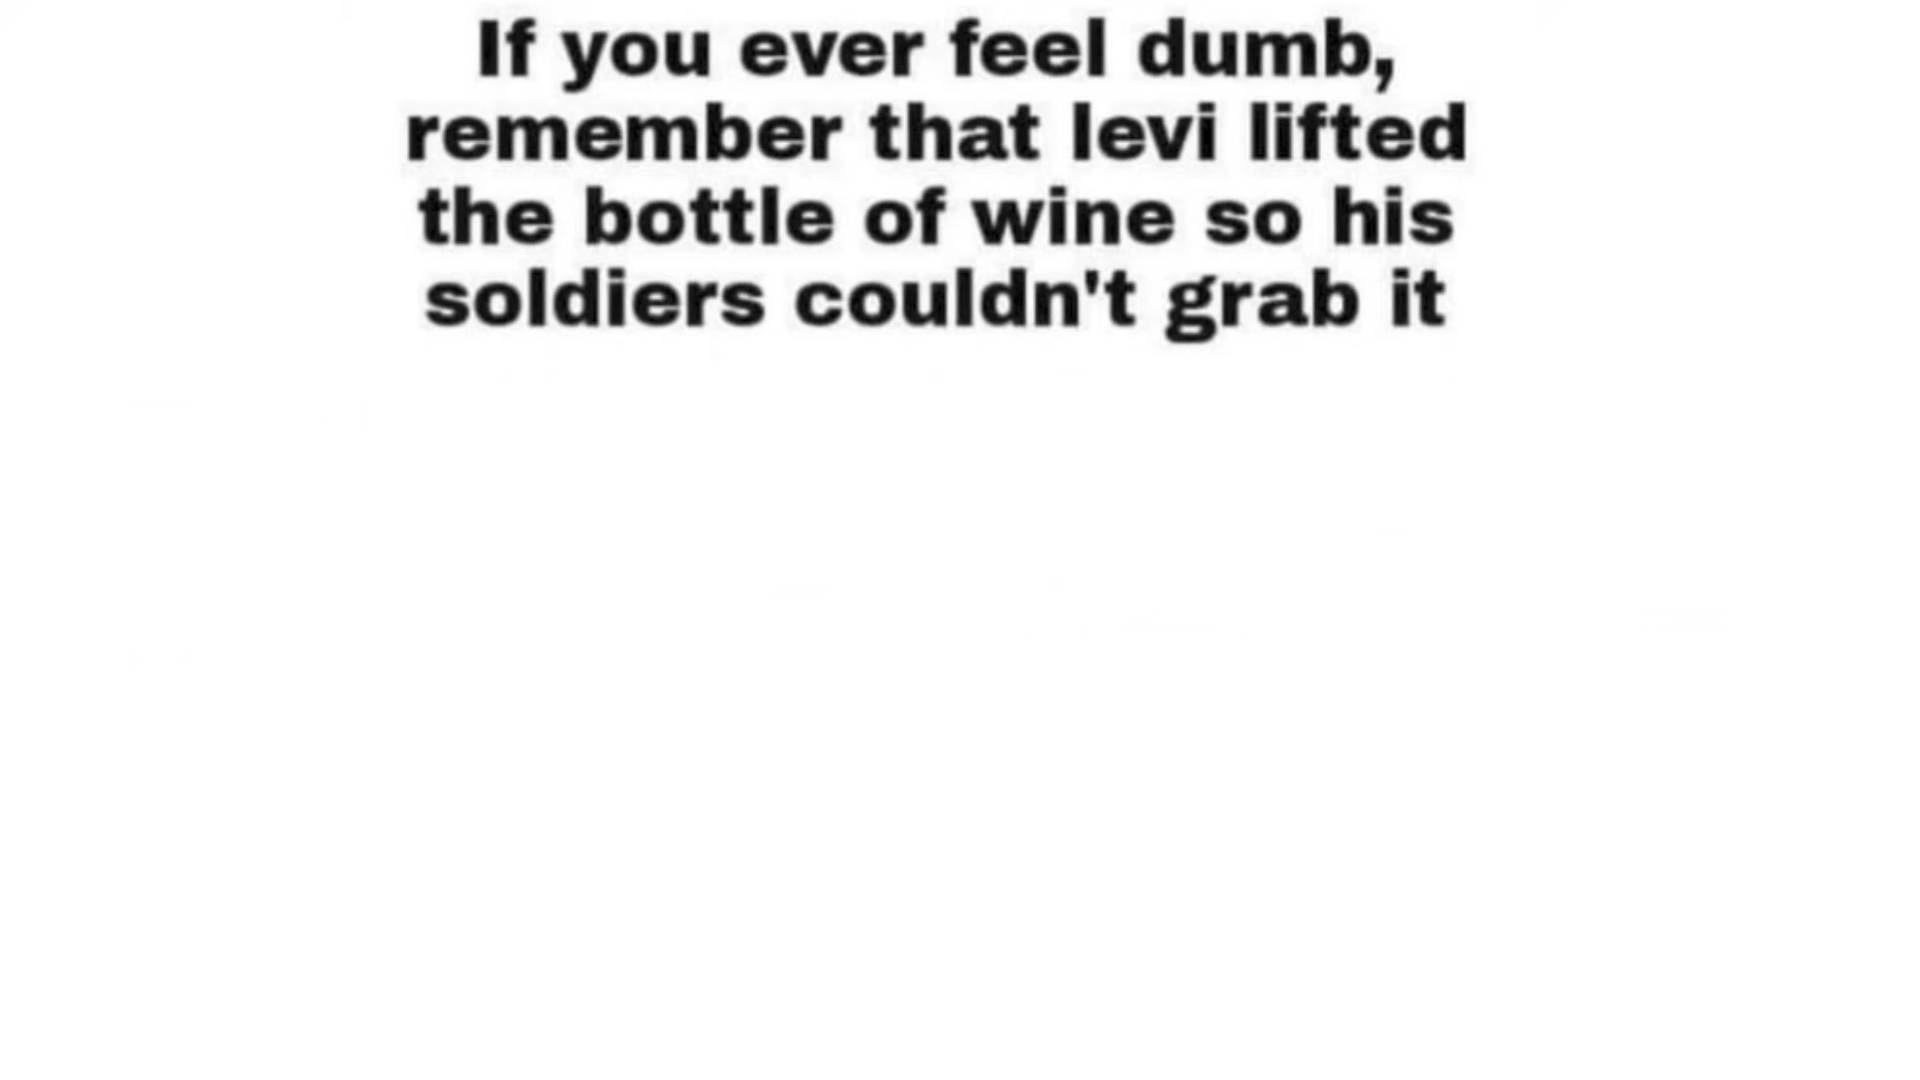 If you ever feel dumb,
remember that levi lifted
the bottle of wine so his
soldiers couldn't grab it